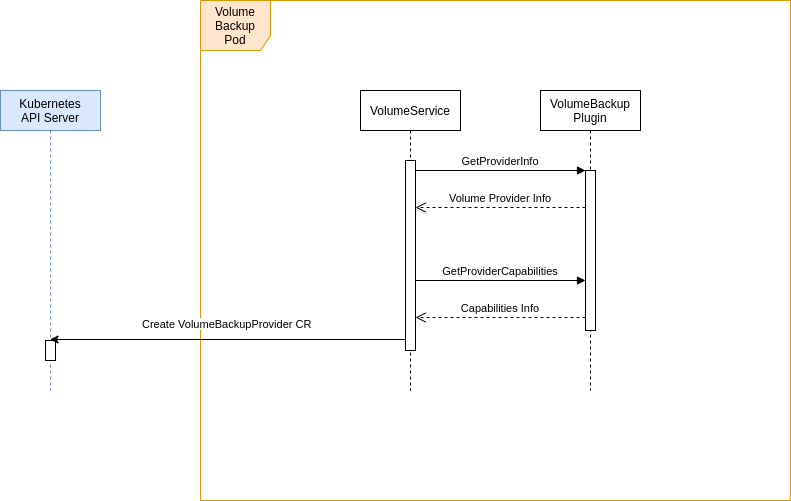 Volume
Backup
Pod
Kubernetes
API Server
VolumeService
VolumeBackup
Plugin
GetProviderInfo
Volume Provider Info
GetProviderCapabilities
Capabilities Info
Create VolumeBackupProvider CR